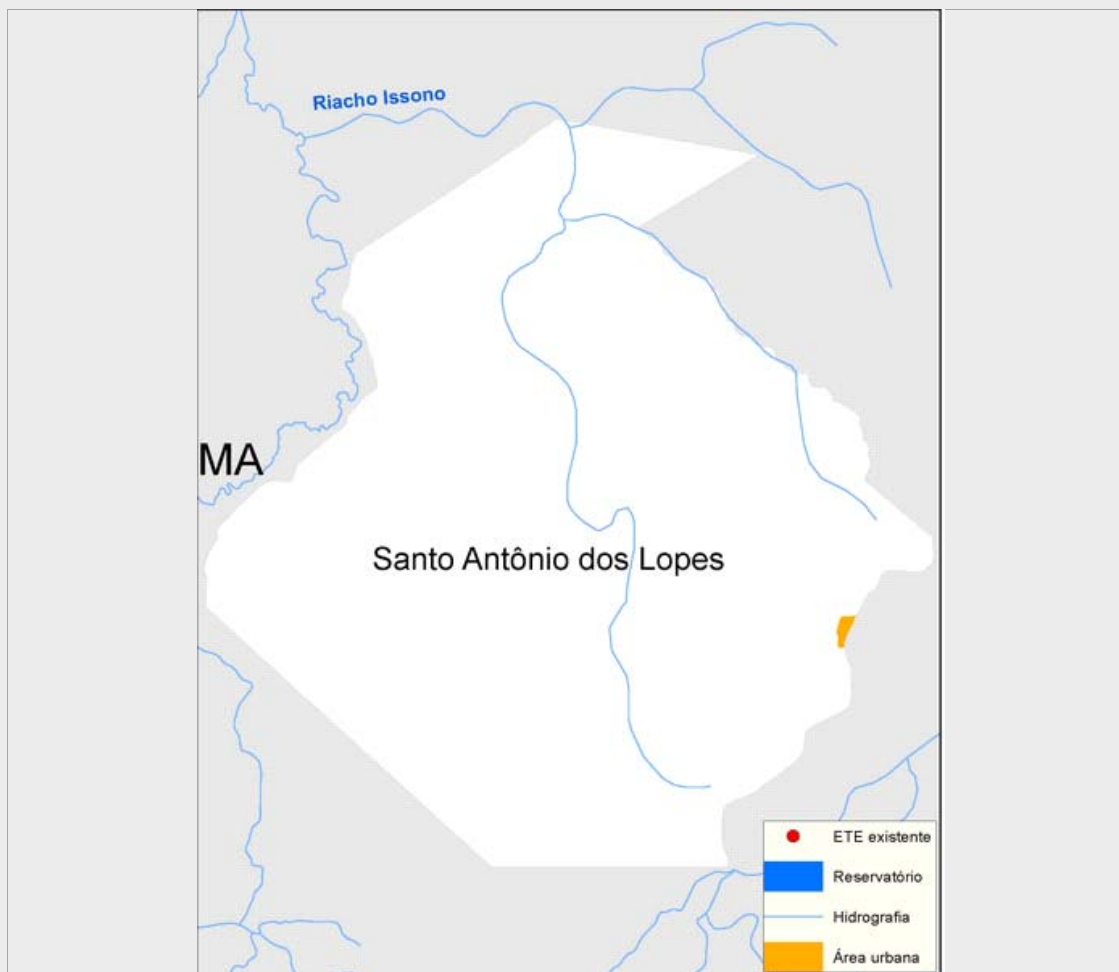 Riacho Issono
MA
Santo Antônio dos Lopes
ETE existente
Reservatório
Hidrografia
Área urbana